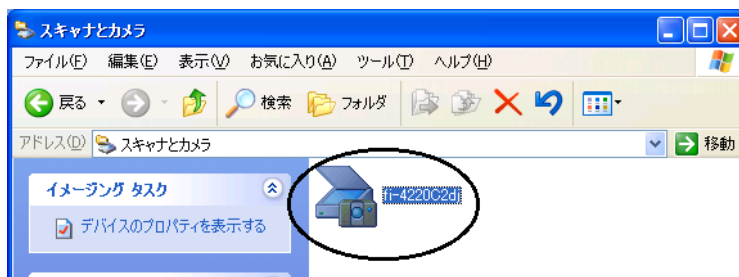 スキャナとカメラ
ファイル(F) 編集(E) 表示(V) お気に入り(A) ツール(T) ヘルプ(H)
戻る 検索 フォルダ
アドレス(D) スキャナとカメラ 移動
イメージング タスク
デバイスのプロパティを表示する
fi-4220C2dj